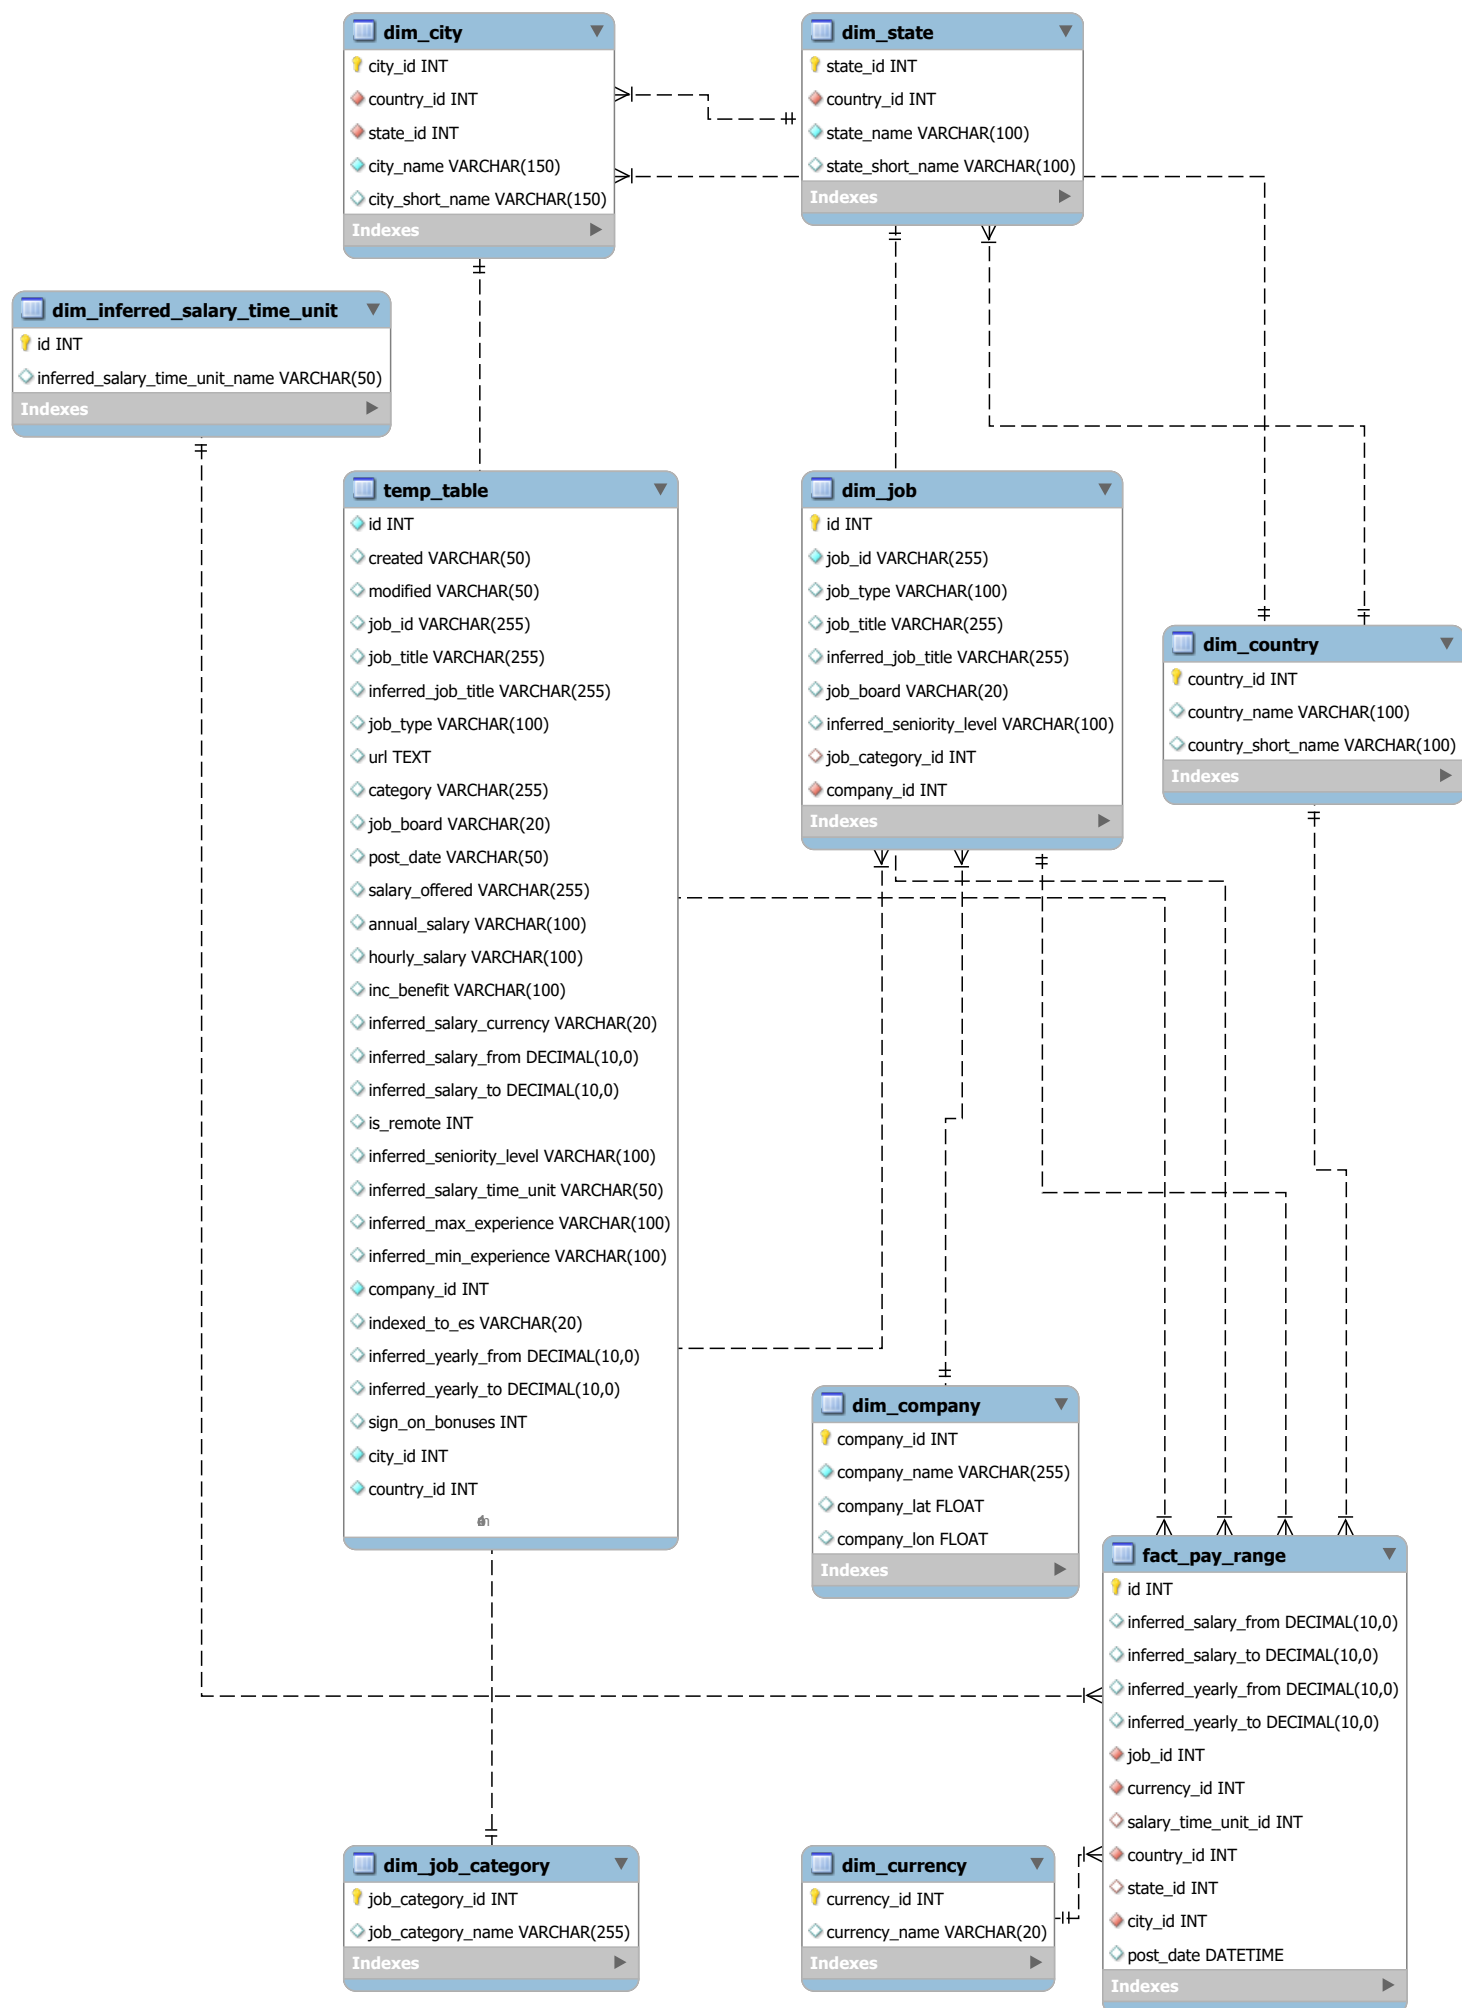 dim_city
city_id INT
country_id INT
state_id INT
city_name VARCHAR(150)
city_short_name VARCHAR(150)
Indexes
dim_state
state_id INT
country_id INT
state_name VARCHAR(100)
state_short_name VARCHAR(100)
Indexes
dim_inferred_salary_time_unit
id INT
inferred_salary_time_unit_name VARCHAR(50)
Indexes
temp_table
id INT
created VARCHAR(50)
modified VARCHAR(50)
job_id VARCHAR(255)
job_title VARCHAR(255)
inferred_job_title VARCHAR(255)
job_type VARCHAR(100)
url TEXT
category VARCHAR(255)
job_board VARCHAR(20)
post_date VARCHAR(50)
salary_offered VARCHAR(255)
annual_salary VARCHAR(100)
hourly_salary VARCHAR(100)
inc_benefit VARCHAR(100)
inferred_salary_currency VARCHAR(20)
inferred_salary_from DECIMAL(10,0)
inferred_salary_to DECIMAL(10,0)
is_remote INT
inferred_seniority_level VARCHAR(100)
inferred_salary_time_unit VARCHAR(50)
inferred_max_experience VARCHAR(100)
inferred_min_experience VARCHAR(100)
company_id INT
indexed_to_es VARCHAR(20)
inferred_yearly_from DECIMAL(10,0)
inferred_yearly_to DECIMAL(10,0)
sign_on_bonuses INT
city_id INT
country_id INT
dim_job
id INT
job_id VARCHAR(255)
job_type VARCHAR(100)
job_title VARCHAR(255)
inferred_job_title VARCHAR(255)
job_board VARCHAR(20)
inferred_seniority_level VARCHAR(100)
job_category_id INT
company_id INT
Indexes
dim_country
country_id INT
country_name VARCHAR(100)
country_short_name VARCHAR(100)
Indexes
dim_company
company_id INT
company_name VARCHAR(255)
company_lat FLOAT
company_lon FLOAT
Indexes
fact_pay_range
id INT
inferred_salary_from DECIMAL(10,0)
inferred_salary_to DECIMAL(10,0)
inferred_yearly_from DECIMAL(10,0)
inferred_yearly_to DECIMAL(10,0)
job_id INT
currency_id INT
salary_time_unit_id INT
country_id INT
state_id INT
city_id INT
post_date DATETIME
Indexes
dim_job_category
job_category_id INT
job_category_name VARCHAR(255)
Indexes
dim_currency
currency_id INT
currency_name VARCHAR(20)
Indexes